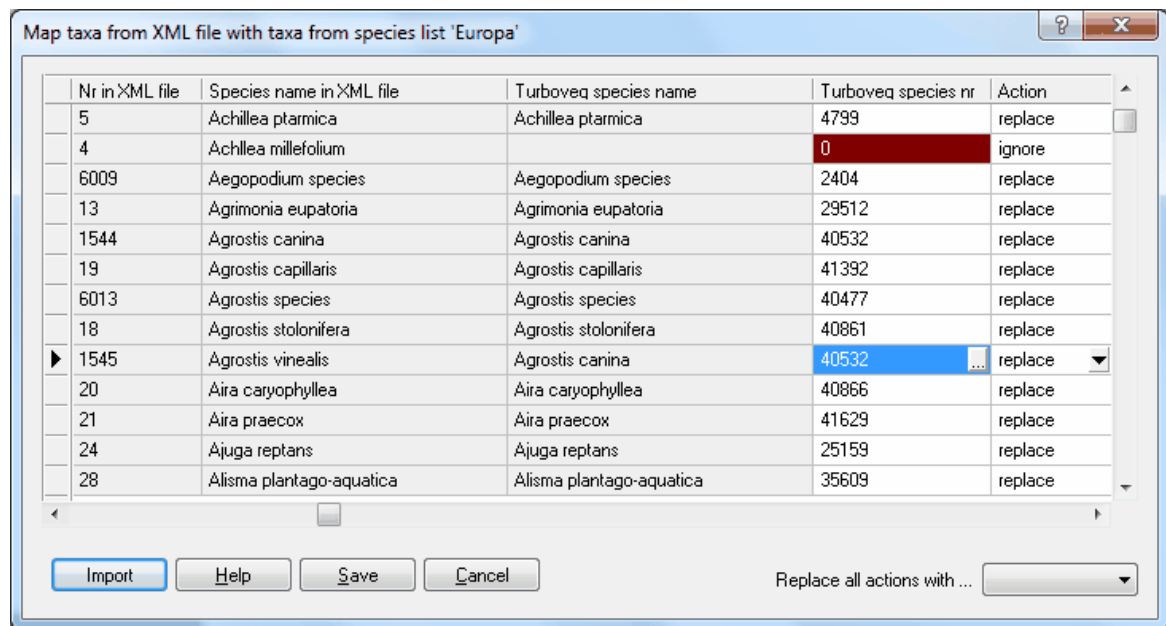 Map taxa from XML file with taxa from species list 'Europa'
Nr in XML file Species name in XML file Turboveg species name Turboveg species nr Action
5 Achillea ptarmica Achillea ptarmica 4799 replace
4 Achllea millefolium 0 ignore
6009 Aegopodium species Aegopodium species 2404 replace
13 Agrimonia eupatoria Agrimonia eupatoria 29512 replace
1544 Agrostis canina Agrostis canina 40532 replace
19 Agrostis capillaris Agrostis capillaris 41392 replace
6013 Agrostis species Agrostis species 40477 replace
18 Agrostis stolonifera Agrostis stolonifera 40861 replace
1545 Agrostis vinealis Agrostis canina 40532 ... replace
20 Aira caryophyllea Aira caryophyllea 40866 replace
21 Aira praecox Aira praecox 41629 replace
24 Ajuga reptans Ajuga reptans 25159 replace
28 Alisma plantago-aquatica Alisma plantago-aquatica 35609 replace
Import Help Save Cancel Replace all actions with ...